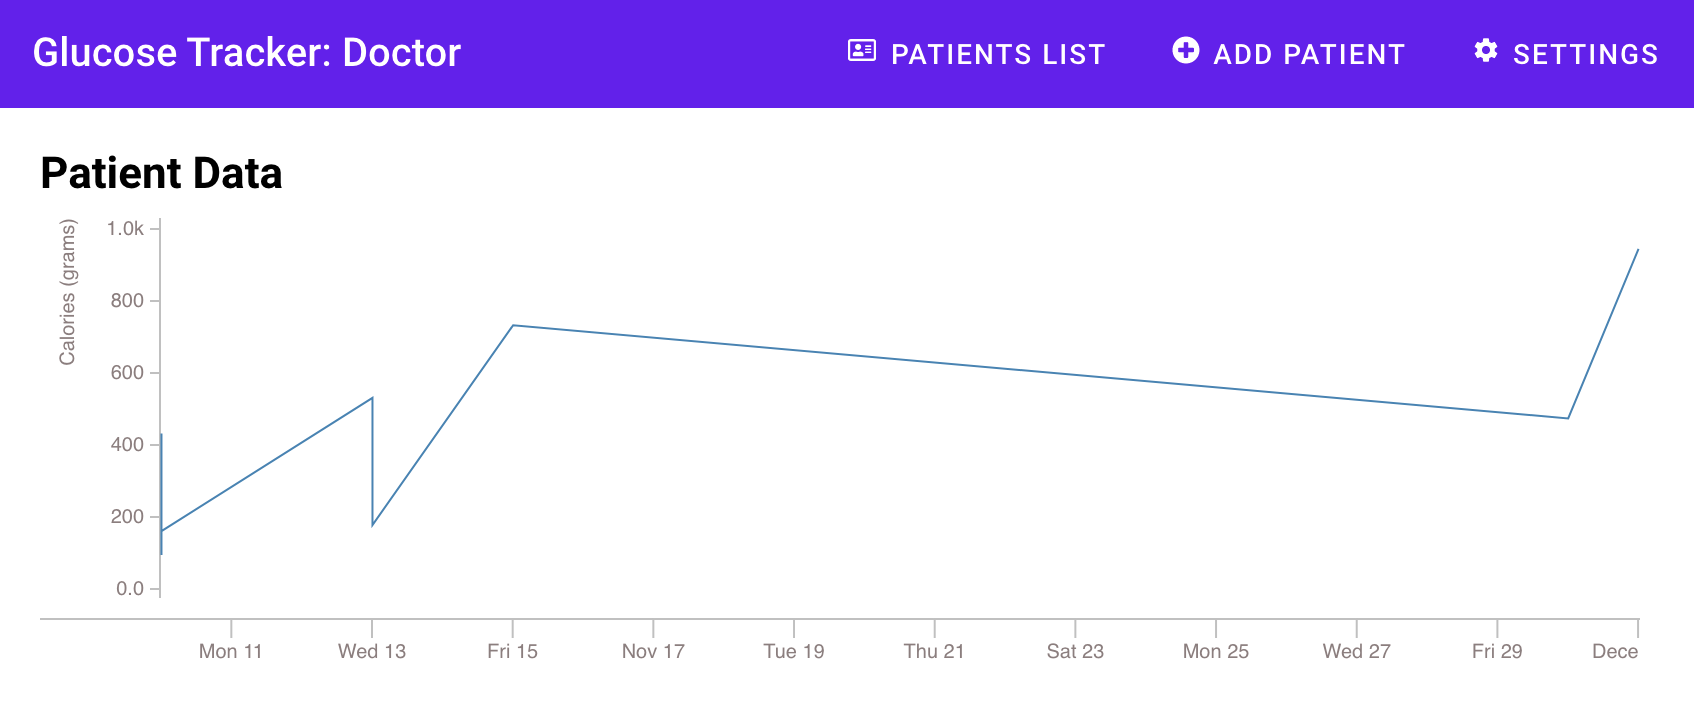 Glucose Tracker: Doctor
PATIENTS LIST
ADD PATIENT
SETTINGS
Patient Data
Calories (grams)
1.0k
800
600
400
200
0.0
Mon 11
Wed 13
Fri 15
Nov 17
Tue 19
Thu 21
Sat 23
Mon 25
Wed 27
Fri 29
Dece